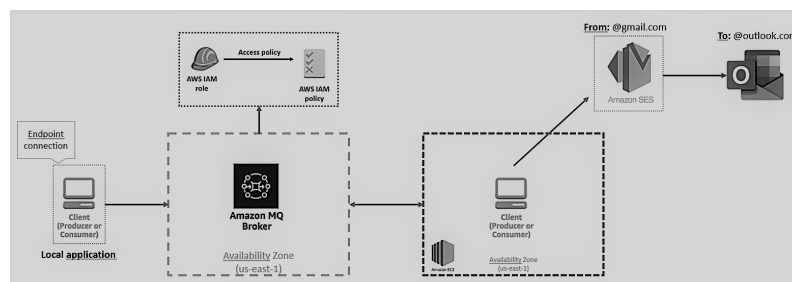 From: @gmail.com
To: @outlook.com
Access policy
AWS IAM
role
AWS IAM
policy
Amazon SES
Endpoint
connection
Client
(Producer or
Consumer)
Local application
Amazon MQ
Broker
Availability Zone
(us-east-1)
Client
(Producer or
Consumer)
Amazon EC2
Availability Zone
(us-east-1)